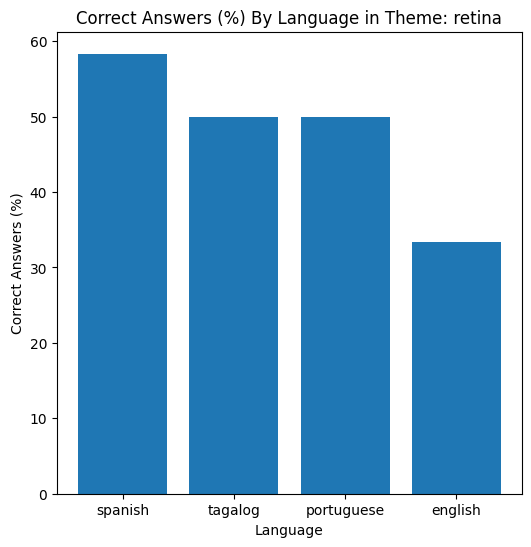 Correct Answers (%) By Language in Theme: retina
60
50
40
30
20
10
0
Correct Answers (%)
spanish tagalog portuguese english
Language